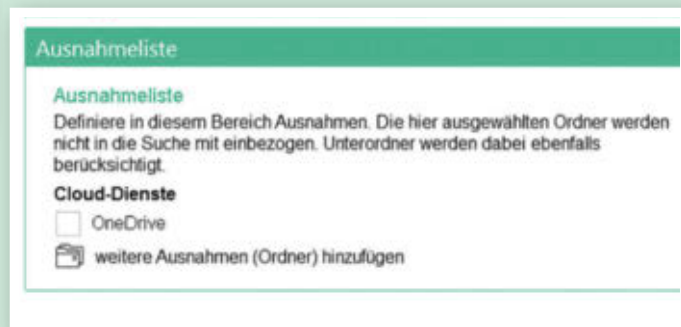 Ausnahmeliste
Ausnahmeliste
Definiere in diesem Bereich Ausnahmen. Die hier ausgewählten Ordner werden
nicht in die Suche mit einbezogen. Unterordner werden dabei ebenfalls
berücksichtigt.
Cloud-Dienste
OneDrive
weitere Ausnahmen (Ordner) hinzufügen